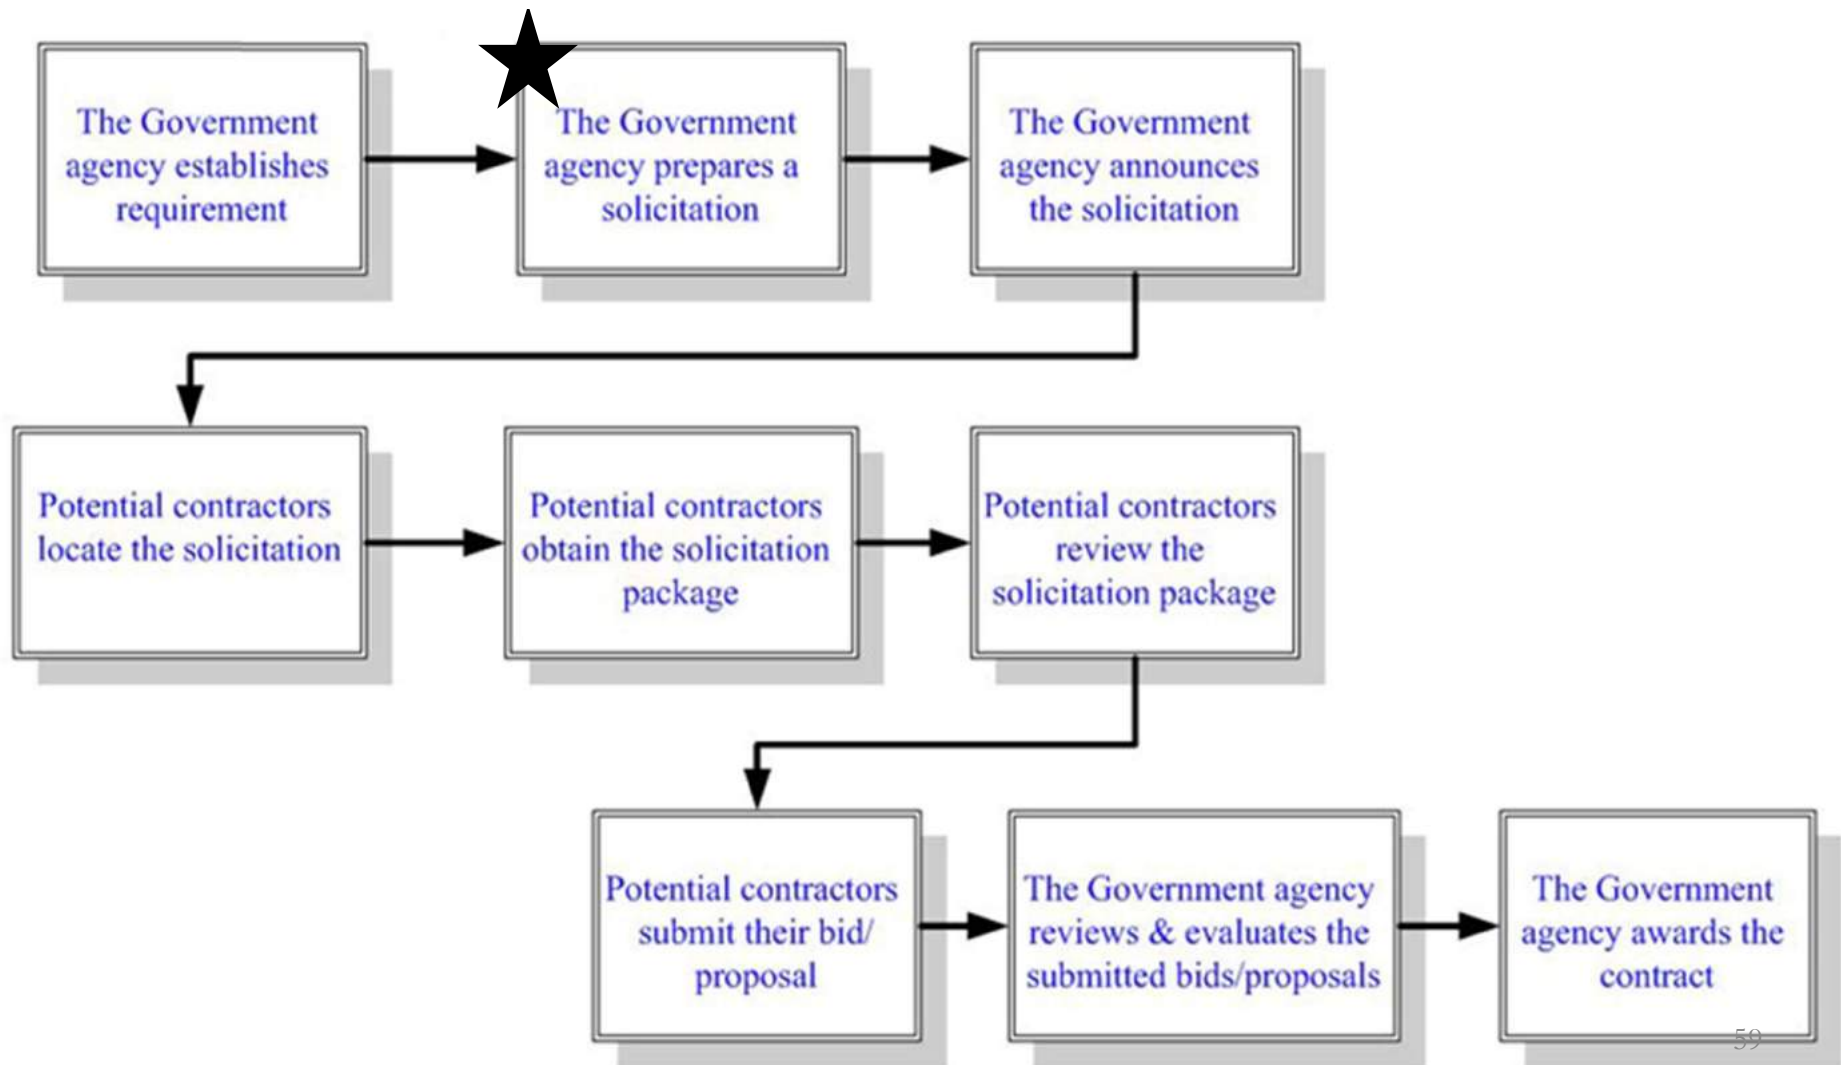 The Government
agency establishes
requirement
The Government
agency prepares a
solicitation
The Government
agency announces
the solicitation
Potential contractors
locate the solicitation
Potential contractors
obtain the solicitation
package
Potential contractors
review the
solicitation package
Potential contractors
submit their bid/
proposal
The Government agency
reviews & evaluates the
submitted bids/proposals
The Government
agency awards the
contract
59